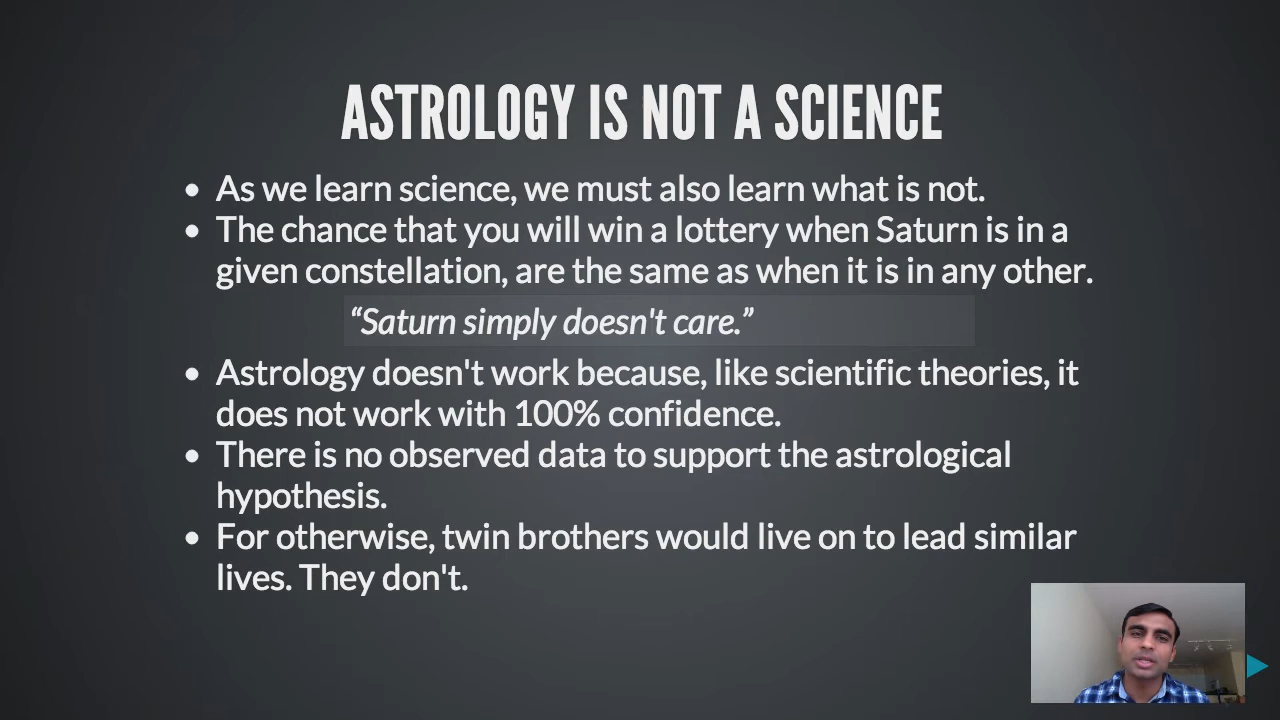 ASTROLOGY IS NOT A SCIENCE
• As we learn science, we must also learn what is not.
• The chance that you will win a lottery when Saturn is in a
given constellation, are the same as when it is in any other.
“Saturn simply doesn't care.”
• Astrology doesn't work because, like scientific theories, it
does not work with 100% confidence.
• There is no observed data to support the astrological
hypothesis.
• For otherwise, twin brothers would live on to lead similar
lives. They don't.